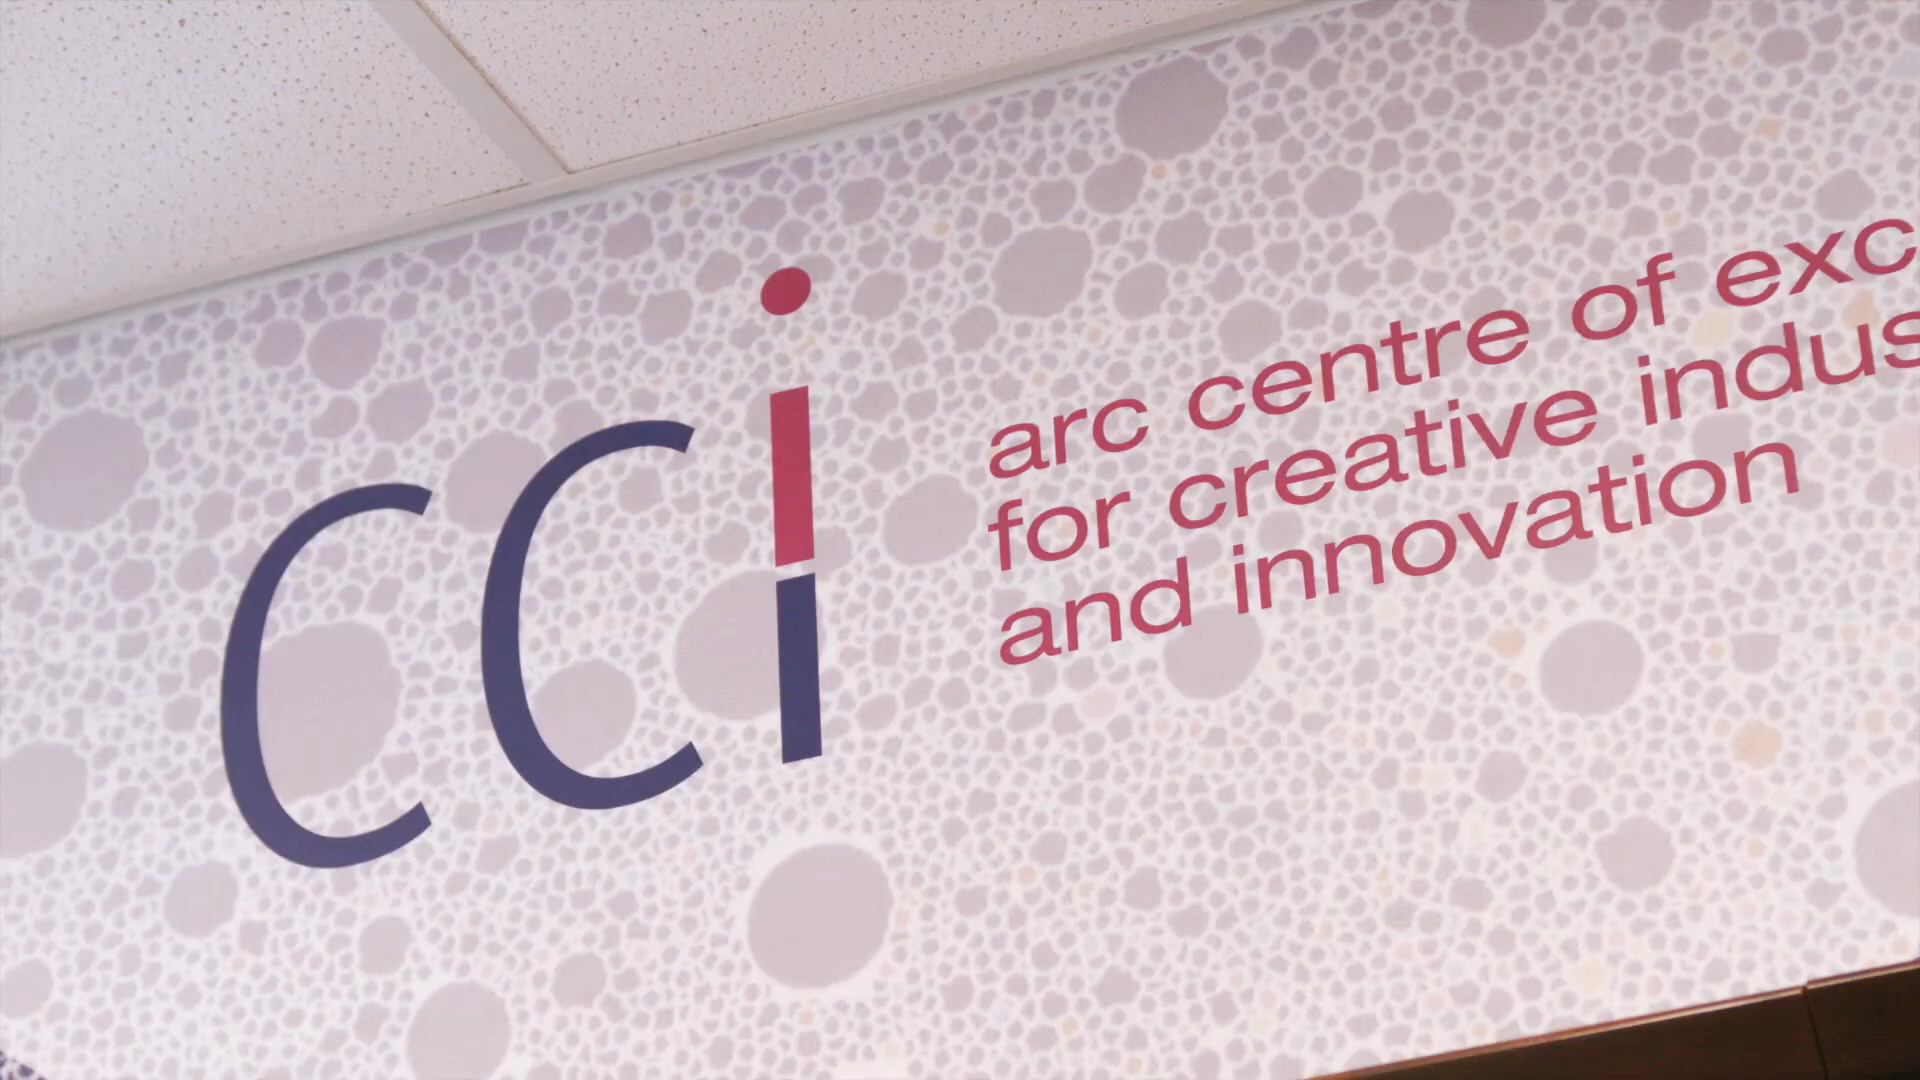 cci
arc centre of exc
for creative indus
and innovation